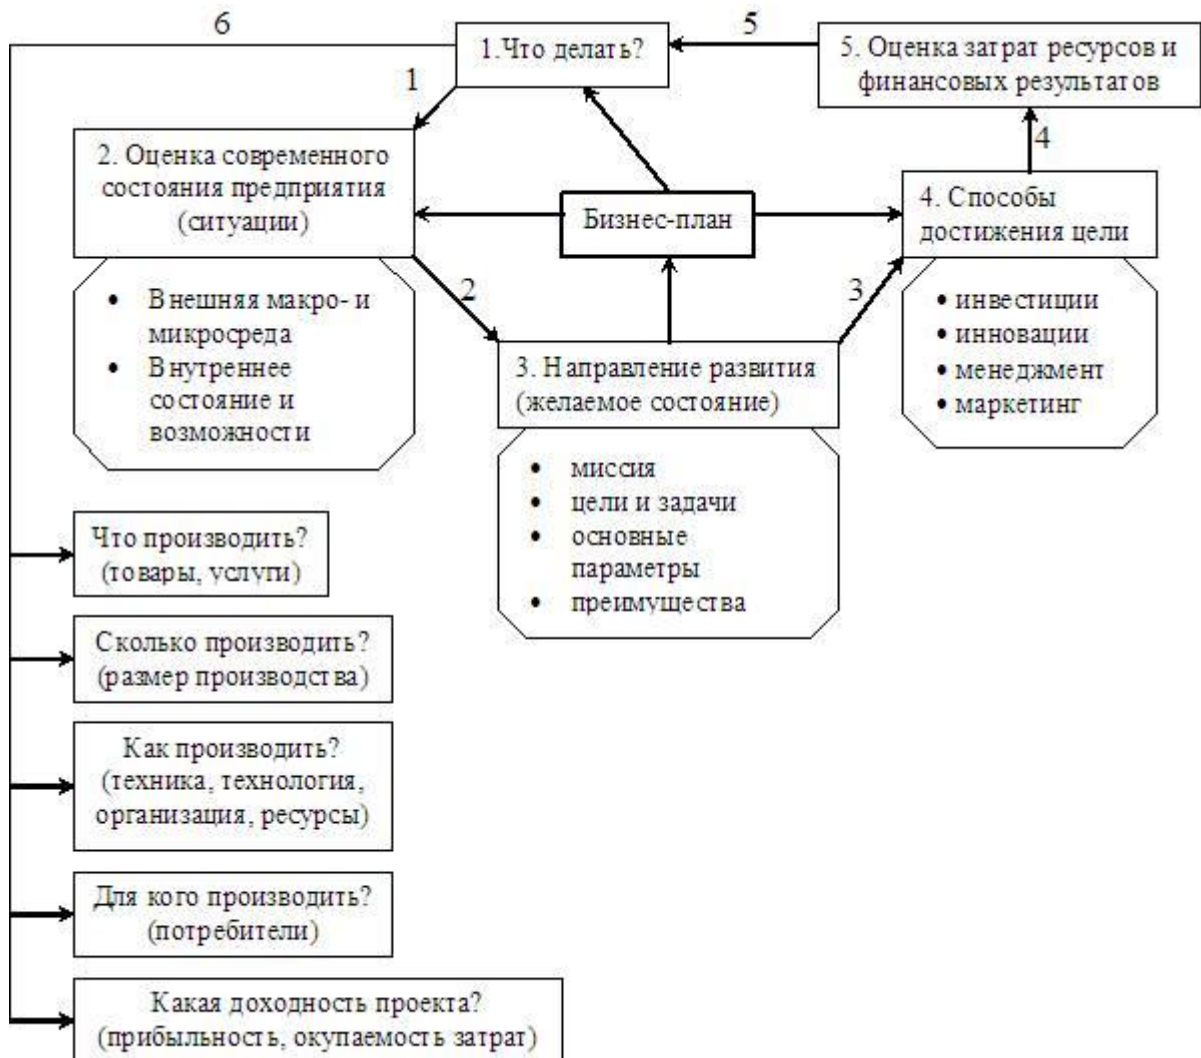 6
1.Что делать?
5
5. Оценка затрат ресурсов и
финансовых результатов
1
2. Оценка современного
состояния предприятия
(ситуации)
Бизнес-план
4
4. Способы
достижения цели
• Внешняя макро- и
микросреда
• Внутреннее
состояние и
возможности
2
3
3. Направление развития
(желаемое состояние)
• инвестиции
• инновации
• менеджмент
• маркетинг
• миссия
• цели и задачи
• основные
параметры
• преимущества
Что производить?
(товары, услуги)
Сколько производить?
(размер производства)
Как производить?
(техника, технология,
организация, ресурсы)
Для кого производить?
(потребители)
Какая доходность проекта?
(прибыльность, окупаемость затрат)